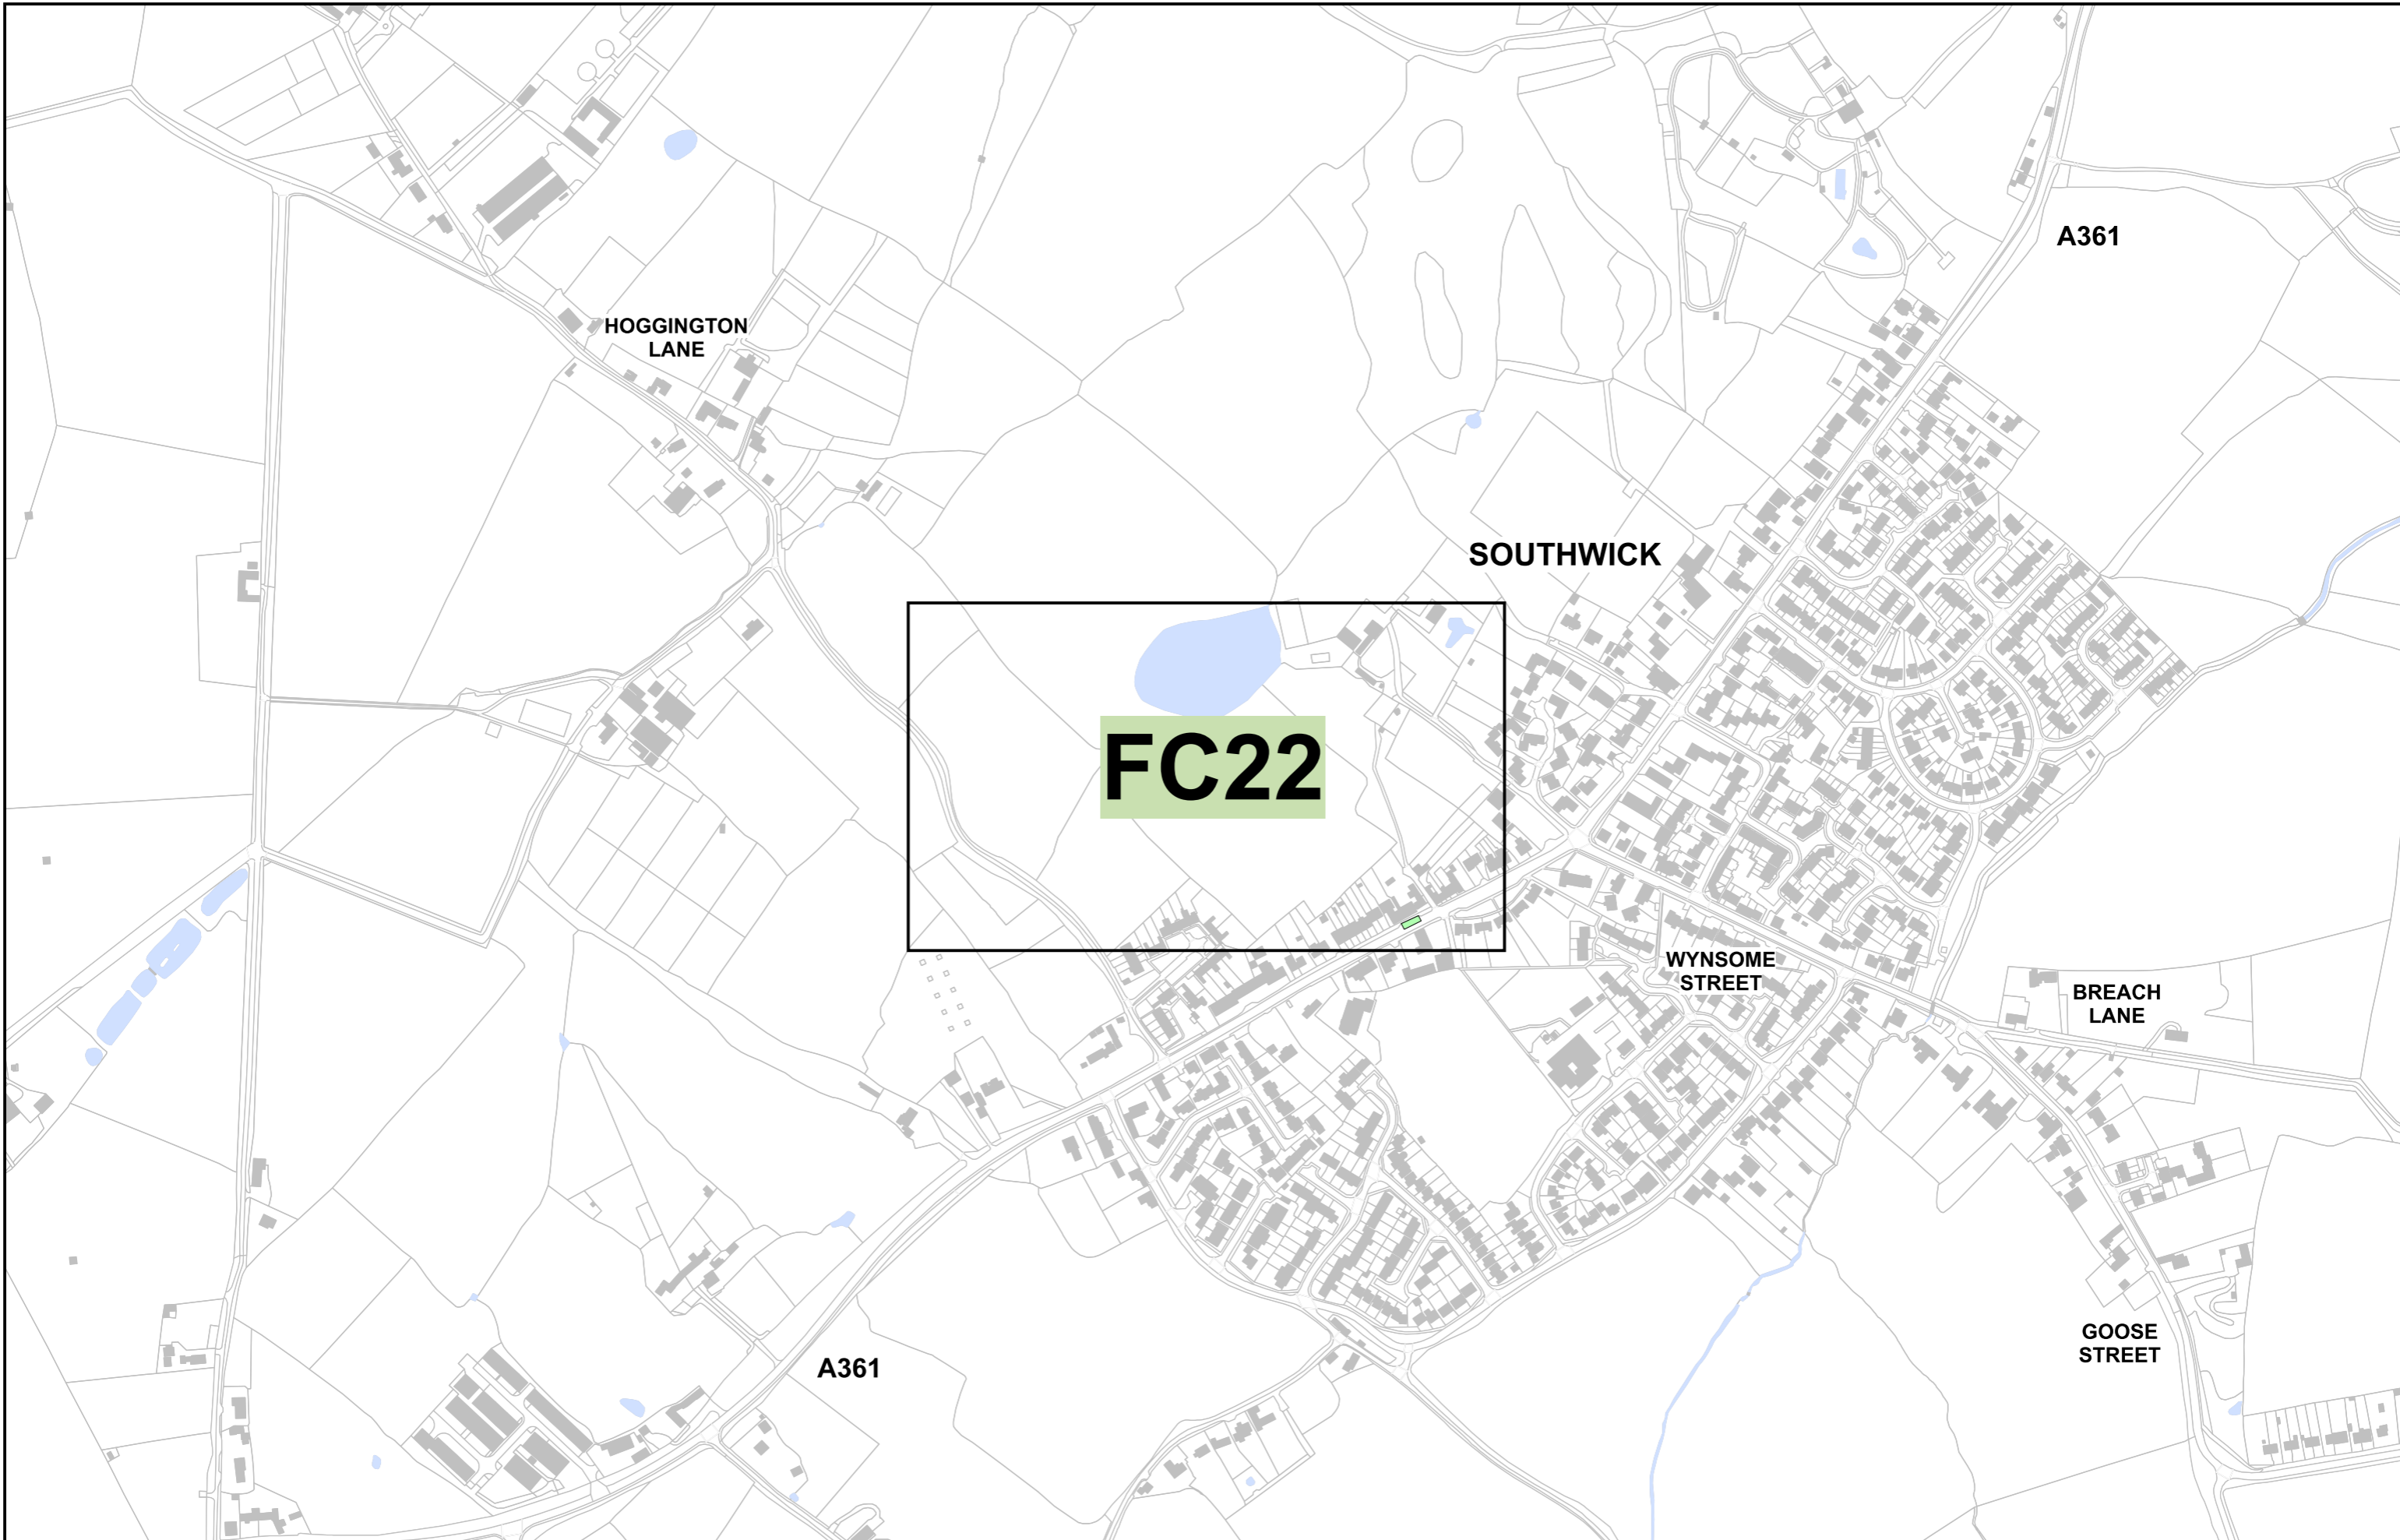 A361
HOGGINGTON
LANE
SOUTHWICK
FC22
WYNSOME
STREET
BREACH
LANE
GOOSE
STREET
A361